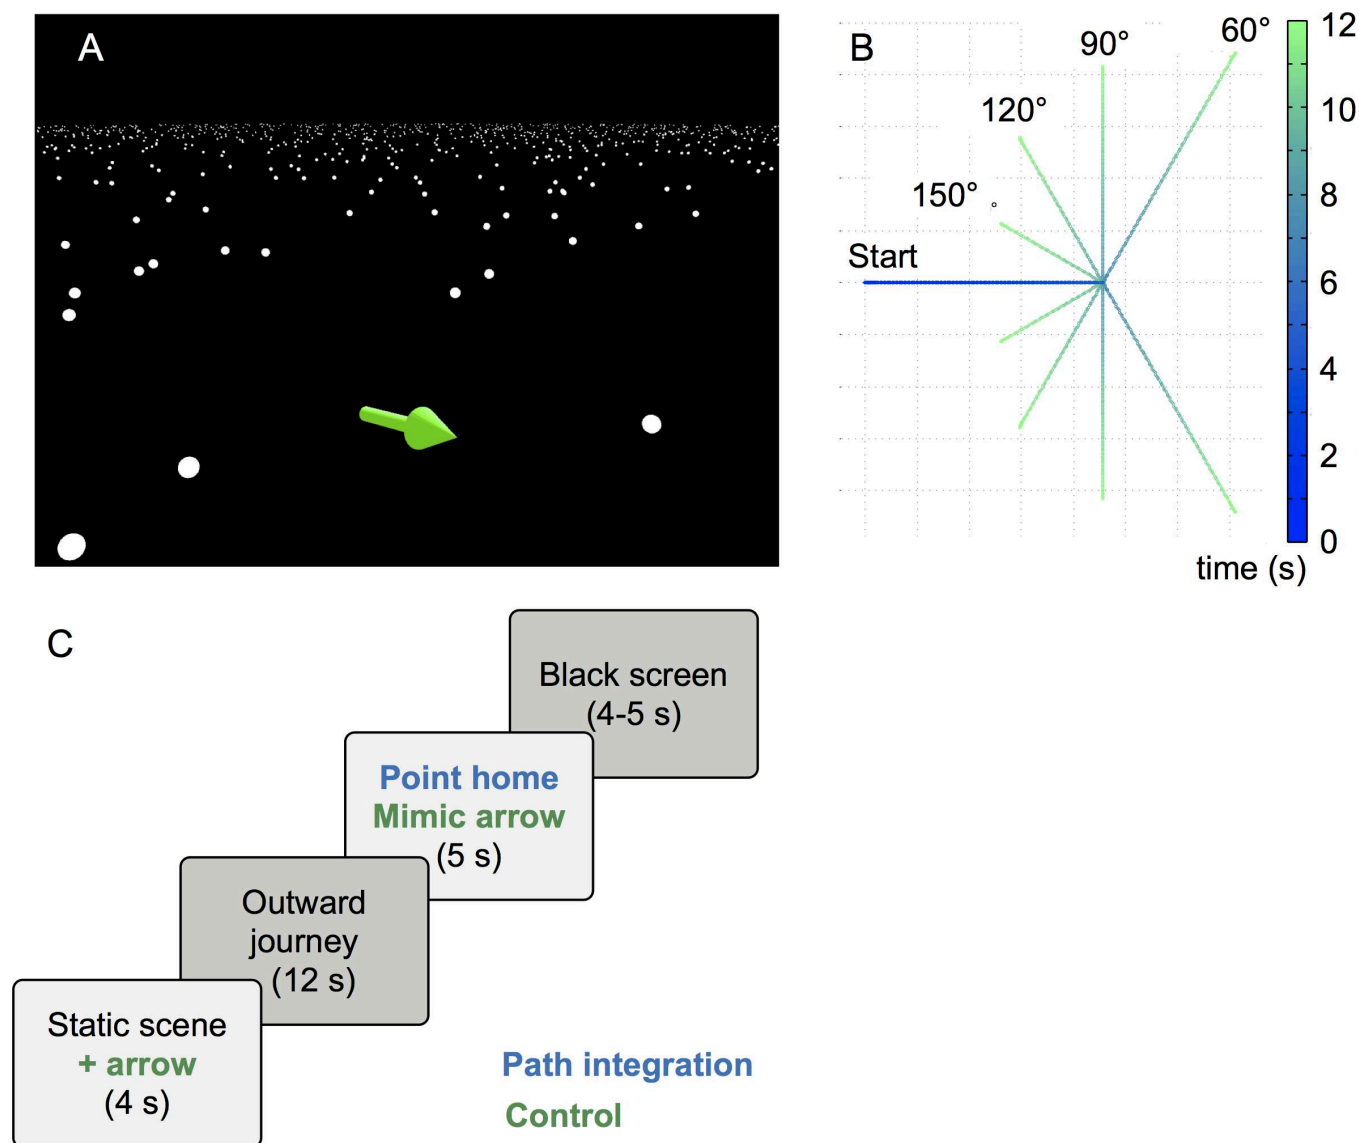 A
B
60°
90°
120°
150°
°
Start
12
10
8
6
4
2
0
time (s)
C
Black screen
(4-5 s)
Point home
Mimic arrow
(5 s)
Outward
journey
(12 s)
Static scene
+ arrow
(4 s)
Path integration
Control